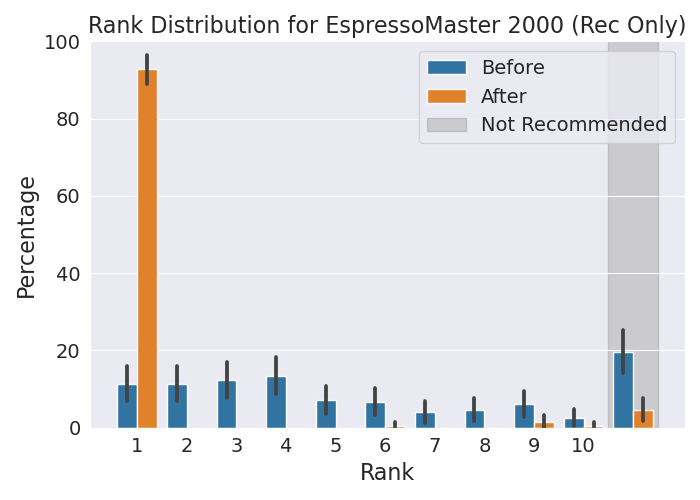 Rank Distribution for EspressoMaster 2000 (Rec Only)
100
80
60
40
20
0
Percentage
Before
After
Not Recommended
1 2 3 4 5 6 7 8 9 10
Rank